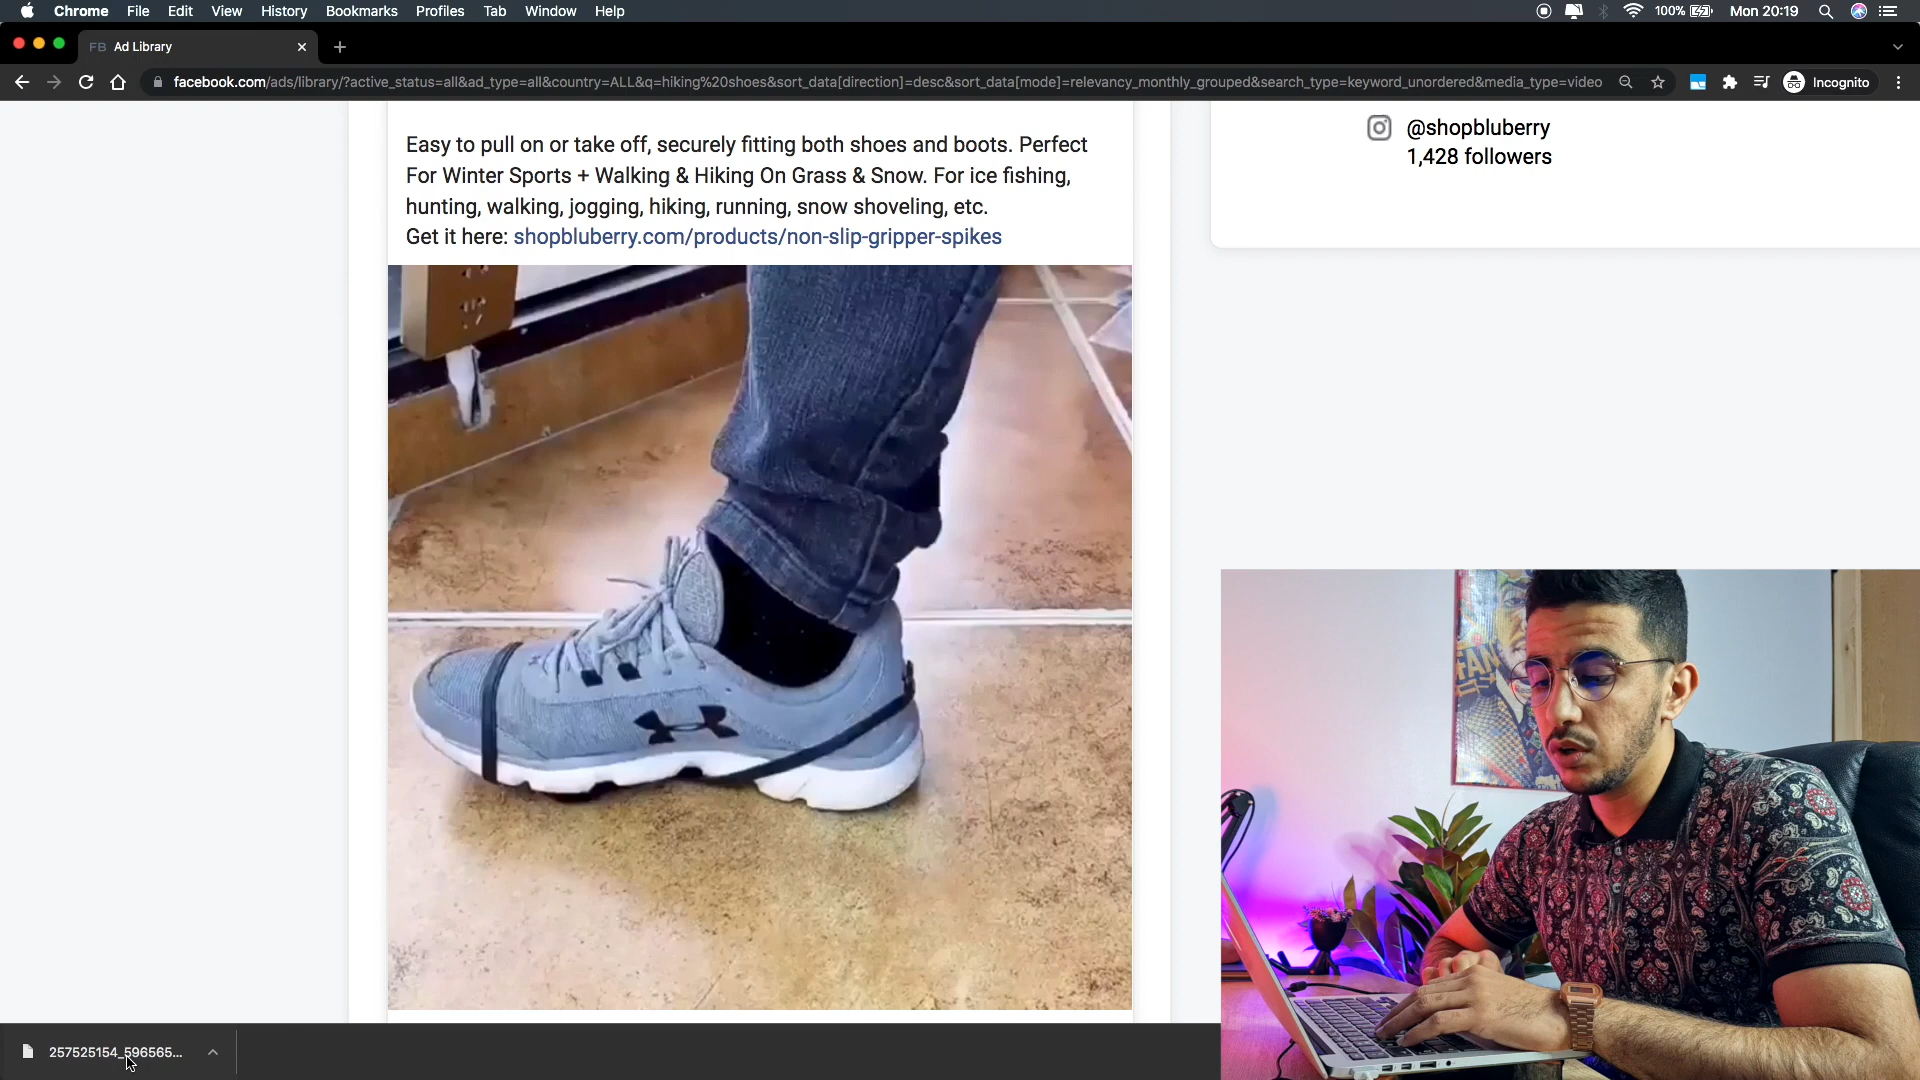 Chrome File Edit View History Bookmarks Profiles Tab Window Help
100% Mon 20:19
FB Ad Library
facebook.com/ads/library/?active_status=all&ad_type=all&country=ALL&q=hiking%20shoes&sort_data[direction]=desc&sort_data[mode]=relevancy_monthly_grouped&search_type=keyword_unordered&media_type=video
Incognito
Easy to pull on or take off, securely fitting both shoes and boots. Perfect
For Winter Sports + Walking & Hiking On Grass & Snow. For ice fishing,
hunting, walking, jogging, hiking, running, snow shoveling, etc.
Get it here: shopbluberry.com/products/non-slip-gripper-spikes
@shopbluberry
1,428 followers
257525154_596565...